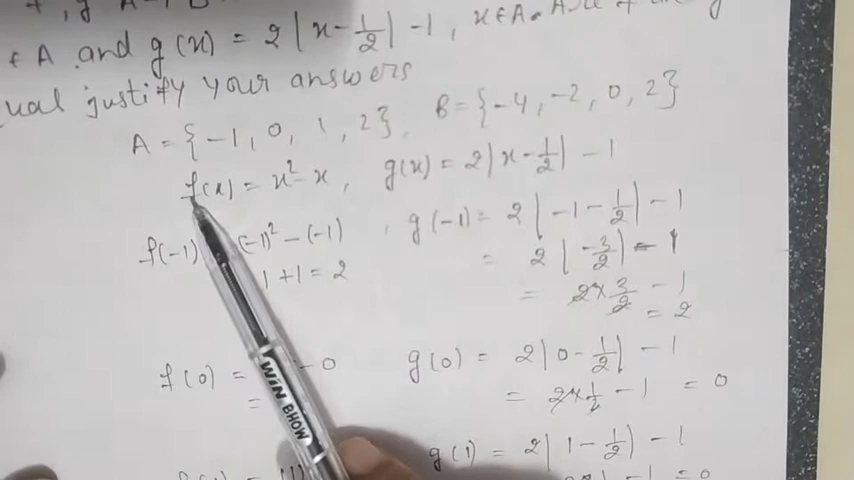 ∈ A and g(x) = 2|x - 1/2| - 1, x∈A.
ual justify your answers
A = {-1, 0, 1, 2}, B = {-4, -2, 0, 2}
f(x) = x² - x, g(x) = 2|x - 1/2| - 1
f(-1) (-1)² - (-1), g(-1) = 2|-1 - 1/2| - 1
1 + 1 = 2 = 2|-3/2| - 1
= 2×3/2 - 1
= 2
f(0) = - 0 g(0) = 2|0 - 1/2| - 1
= = 2×1/2 - 1 = 0
g(1) = 2|1 - 1/2| - 1
- 1 = 0
WIN BHOW